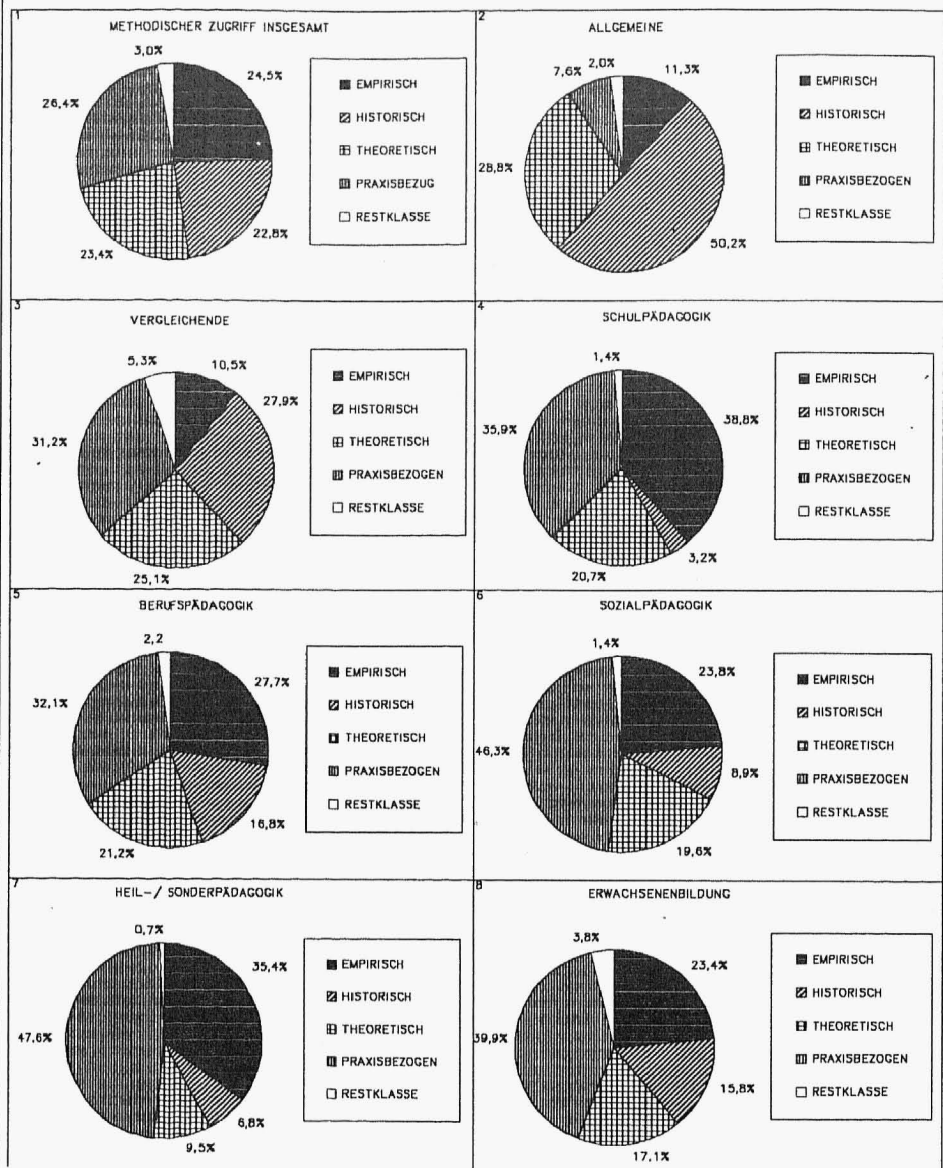 1
METHODISCHER ZUGRIFF INSGESAMT
3,0%
24,5%
26,4%
22,8%
23,4%
EMPIRISCH
HISTORISCH
THEORETISCH
PRAXISBEZUG
RESTKLASSE
2
ALLGEMEINE
7,6%
2,0%
11,3%
28,8%
50,2%
EMPIRISCH
HISTORISCH
THEORETISCH
PRAXISBEZOGEN
RESTKLASSE
3
VERGLEICHENDE
5,3%
10,5%
27,9%
31,2%
25,1%
EMPIRISCH
HISTORISCH
THEORETISCH
PRAXISBEZOGEN
RESTKLASSE
4
SCHULPÄDAGOGIK
1,4%
38,8%
35,9%
3,2%
20,7%
EMPIRISCH
HISTORISCH
THEORETISCH
PRAXISBEZOGEN
RESTKLASSE
5
BERUFSPÄDAGOGIK
2,2
27,7%
32,1%
16,8%
21,2%
EMPIRISCH
HISTORISCH
THEORETISCH
PRAXISBEZOGEN
RESTKLASSE
6
SOZIALPÄDAGOGIK
1,4%
23,8%
46,3%
8,9%
19,6%
EMPIRISCH
HISTORISCH
THEORETISCH
PRAXISBEZOGEN
RESTKLASSE
7
HEIL-/ SONDERPÄDAGOGIK
0,7%
35,4%
47,6%
6,8%
9,5%
EMPIRISCH
HISTORISCH
THEORETISCH
PRAXISBEZOGEN
RESTKLASSE
8
ERWACHSENENBILDUNG
3,8%
23,4%
39,9%
15,8%
17,1%
EMPIRISCH
HISTORISCH
THEORETISCH
PRAXISBEZOGEN
RESTKLASSE